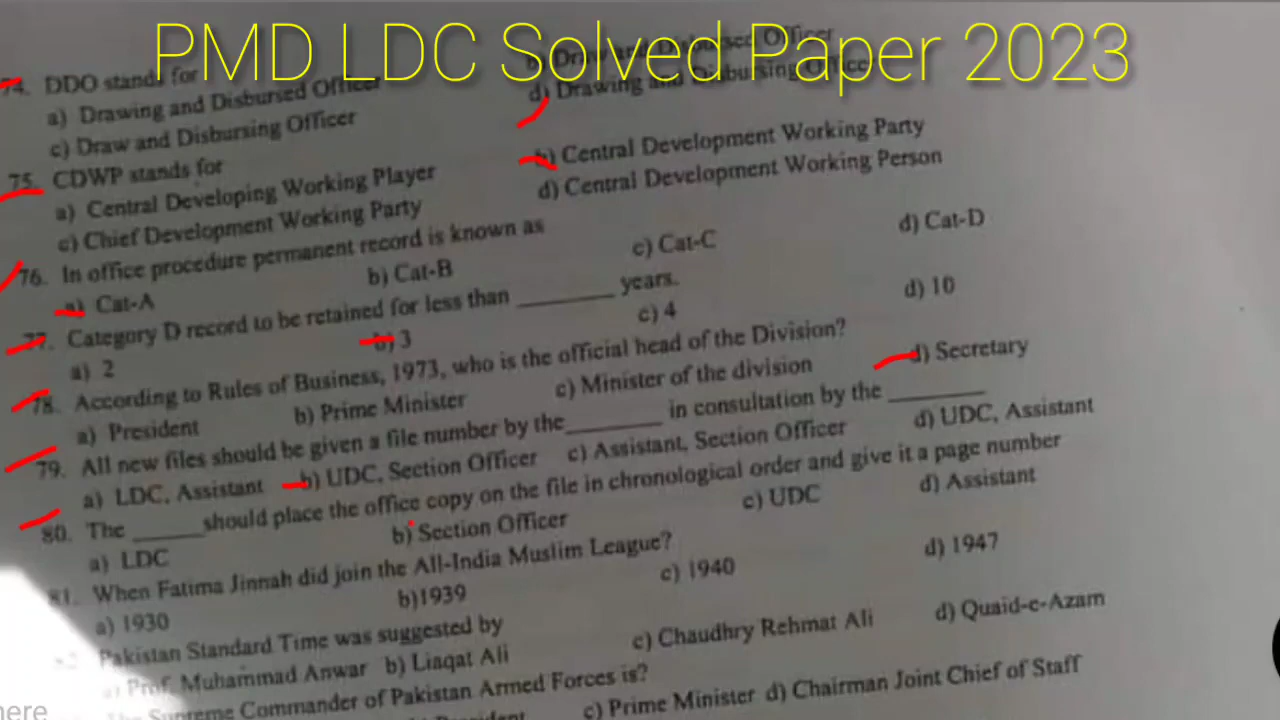 PMD LDC Solved Paper 2023
74. DDO stands for
b) Draw and Disbursed Officer
a) Drawing and Disbursed Officer
d) Drawing and Disbursing Officer
c) Draw and Disbursing Officer
75. CDWP stands for
b) Central Development Working Party
a) Central Developing Working Player
d) Central Development Working Person
c) Chief Development Working Party
76. In office procedure permanent record is known as
a) Cat-A b) Cat-B c) Cat-C d) Cat-D
77. Category D record to be retained for less than ________ years.
a) 2 b) 3 c) 4 d) 10
78. According to Rules of Business, 1973, who is the official head of the Division?
a) President b) Prime Minister c) Minister of the division d) Secretary
79. All new files should be given a file number by the ________ in consultation by the ________
a) LDC, Assistant b) UDC, Section Officer c) Assistant, Section Officer d) UDC, Assistant
80. The ______ should place the office copy on the file in chronological order and give it a page number
a) LDC b) Section Officer c) UDC d) Assistant
81. When Fatima Jinnah did join the All-India Muslim League?
a) 1930 b)1939 c) 1940 d) 1947
Pakistan Standard Time was suggested by
a) Prof. Muhammad Anwar b) Liaqat Ali c) Chaudhry Rehmat Ali d) Quaid-e-Azam
The Supreme Commander of Pakistan Armed Forces is?
President c) Prime Minister d) Chairman Joint Chief of Staff
here